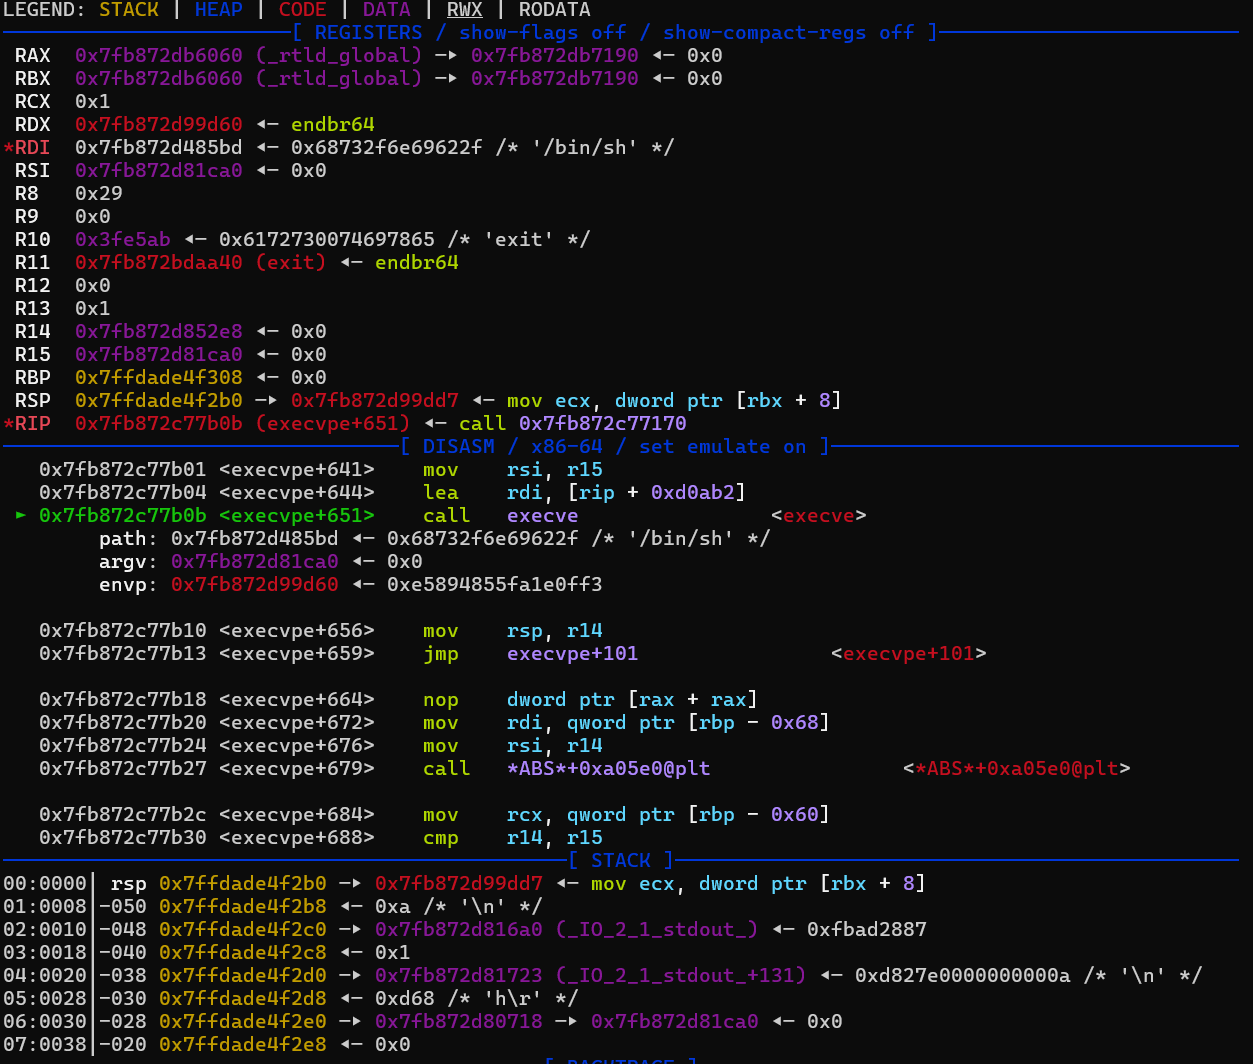 LEGEND: STACK | HEAP | CODE | DATA | RWX | RODATA
[ REGISTERS / show-flags off / show-compact-regs off ]
RAX 0x7fb872db6060 (_rtld_global) —▸ 0x7fb872db7190 ◂— 0x0
RBX 0x7fb872db6060 (_rtld_global) —▸ 0x7fb872db7190 ◂— 0x0
RCX 0x1
RDX 0x7fb872d99d60 ◂— endbr64
*RDI 0x7fb872d485bd ◂— 0x68732f6e69622f /* '/bin/sh' */
RSI 0x7fb872d81ca0 ◂— 0x0
R8 0x29
R9 0x0
R10 0x3fe5ab ◂— 0x6172730074697865 /* 'exit' */
R11 0x7fb872bdaa40 (exit) ◂— endbr64
R12 0x0
R13 0x1
R14 0x7fb872d852e8 ◂— 0x0
R15 0x7fb872d81ca0 ◂— 0x0
RBP 0x7ffdade4f308 ◂— 0x0
RSP 0x7ffdade4f2b0 —▸ 0x7fb872d99dd7 ◂— mov ecx, dword ptr [rbx + 8]
*RIP 0x7fb872c77b0b (execvpe+651) ◂— call 0x7fb872c77170
[ DISASM / x86-64 / set emulate on ]
0x7fb872c77b01 <execvpe+641> mov rsi, r15
0x7fb872c77b04 <execvpe+644> lea rdi, [rip + 0xd0ab2]
► 0x7fb872c77b0b <execvpe+651> call execve <execve>
path: 0x7fb872d485bd ◂— 0x68732f6e69622f /* '/bin/sh' */
argv: 0x7fb872d81ca0 ◂— 0x0
envp: 0x7fb872d99d60 ◂— 0xe5894855fa1e0ff3
0x7fb872c77b10 <execvpe+656> mov rsp, r14
0x7fb872c77b13 <execvpe+659> jmp execvpe+101 <execvpe+101>
0x7fb872c77b18 <execvpe+664> nop dword ptr [rax + rax]
0x7fb872c77b20 <execvpe+672> mov rdi, qword ptr [rbp - 0x68]
0x7fb872c77b24 <execvpe+676> mov rsi, r14
0x7fb872c77b27 <execvpe+679> call *ABS*+0xa05e0@plt <*ABS*+0xa05e0@plt>
0x7fb872c77b2c <execvpe+684> mov rcx, qword ptr [rbp - 0x60]
0x7fb872c77b30 <execvpe+688> cmp r14, r15
[ STACK ]
00:0000│ rsp 0x7ffdade4f2b0 —▸ 0x7fb872d99dd7 ◂— mov ecx, dword ptr [rbx + 8]
01:0008│-050 0x7ffdade4f2b8 ◂— 0xa /* '\n' */
02:0010│-048 0x7ffdade4f2c0 —▸ 0x7fb872d816a0 (_IO_2_1_stdout_) ◂— 0xfbad2887
03:0018│-040 0x7ffdade4f2c8 ◂— 0x1
04:0020│-038 0x7ffdade4f2d0 —▸ 0x7fb872d81723 (_IO_2_1_stdout_+131) ◂— 0xd827e0000000000a /* '\n' */
05:0028│-030 0x7ffdade4f2d8 ◂— 0xd68 /* 'h\r' */
06:0030│-028 0x7ffdade4f2e0 —▸ 0x7fb872d80718 —▸ 0x7fb872d81ca0 ◂— 0x0
07:0038│-020 0x7ffdade4f2e8 ◂— 0x0
[ BACKTRACE ]